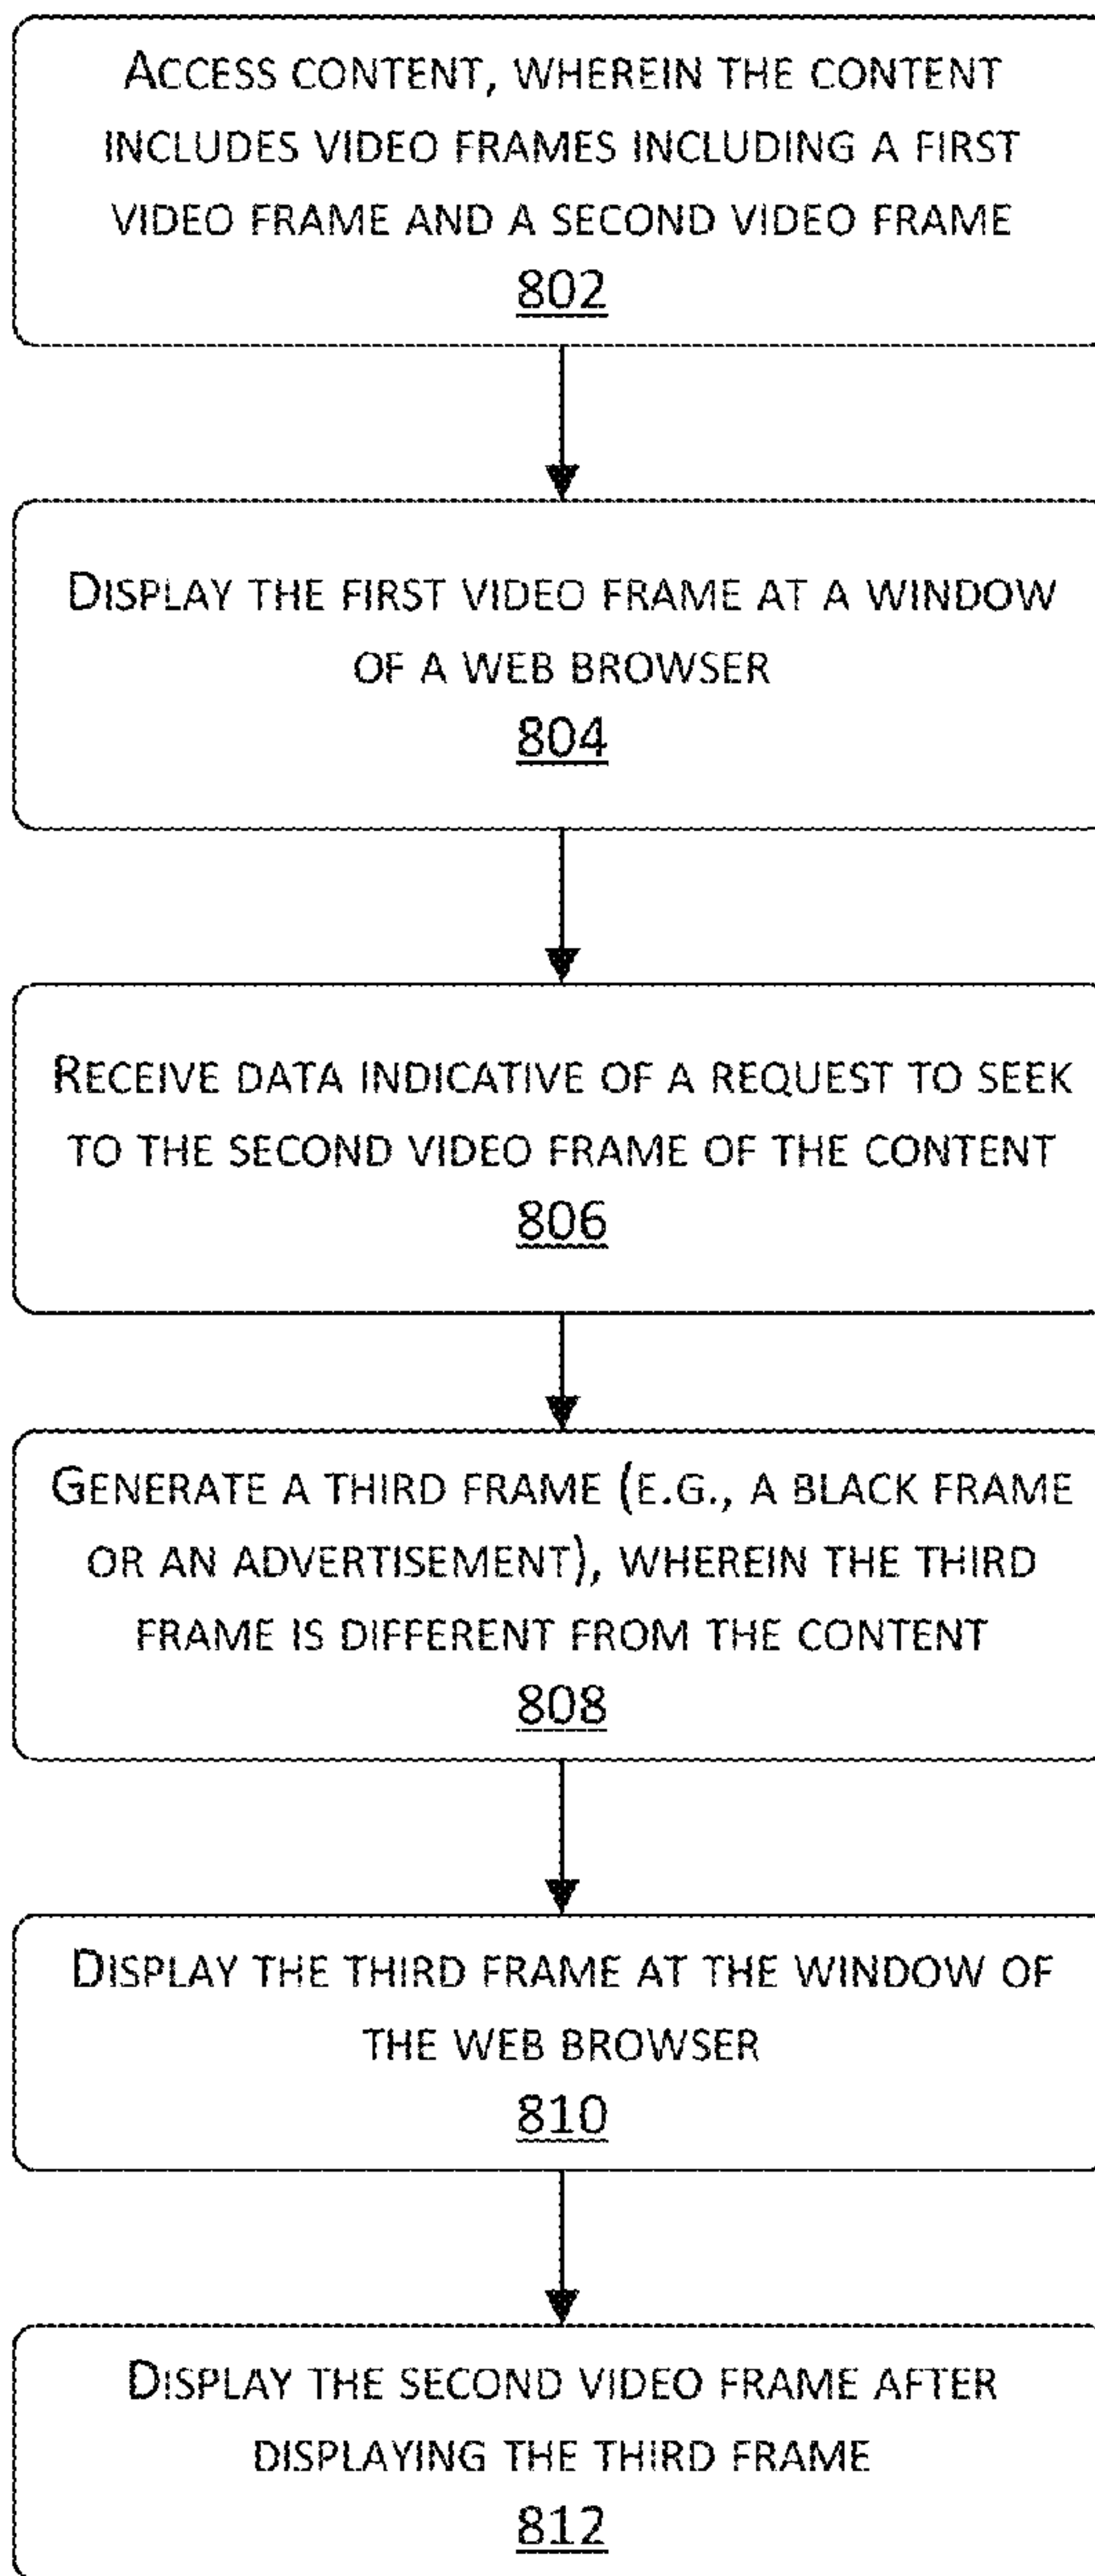 ACCESS CONTENT, WHEREIN THE CONTENT
INCLUDES VIDEO FRAMES INCLUDING A FIRST
VIDEO FRAME AND A SECOND VIDEO FRAME
802
DISPLAY THE FIRST VIDEO FRAME AT A WINDOW
OF A WEB BROWSER
804
RECEIVE DATA INDICATIVE OF A REQUEST TO SEEK
TO THE SECOND VIDEO FRAME OF THE CONTENT
806
GENERATE A THIRD FRAME (E.G., A BLACK FRAME
OR AN ADVERTISEMENT), WHEREIN THE THIRD
FRAME IS DIFFERENT FROM THE CONTENT
808
DISPLAY THE THIRD FRAME AT THE WINDOW OF
THE WEB BROWSER
810
DISPLAY THE SECOND VIDEO FRAME AFTER
DISPLAYING THE THIRD FRAME
812